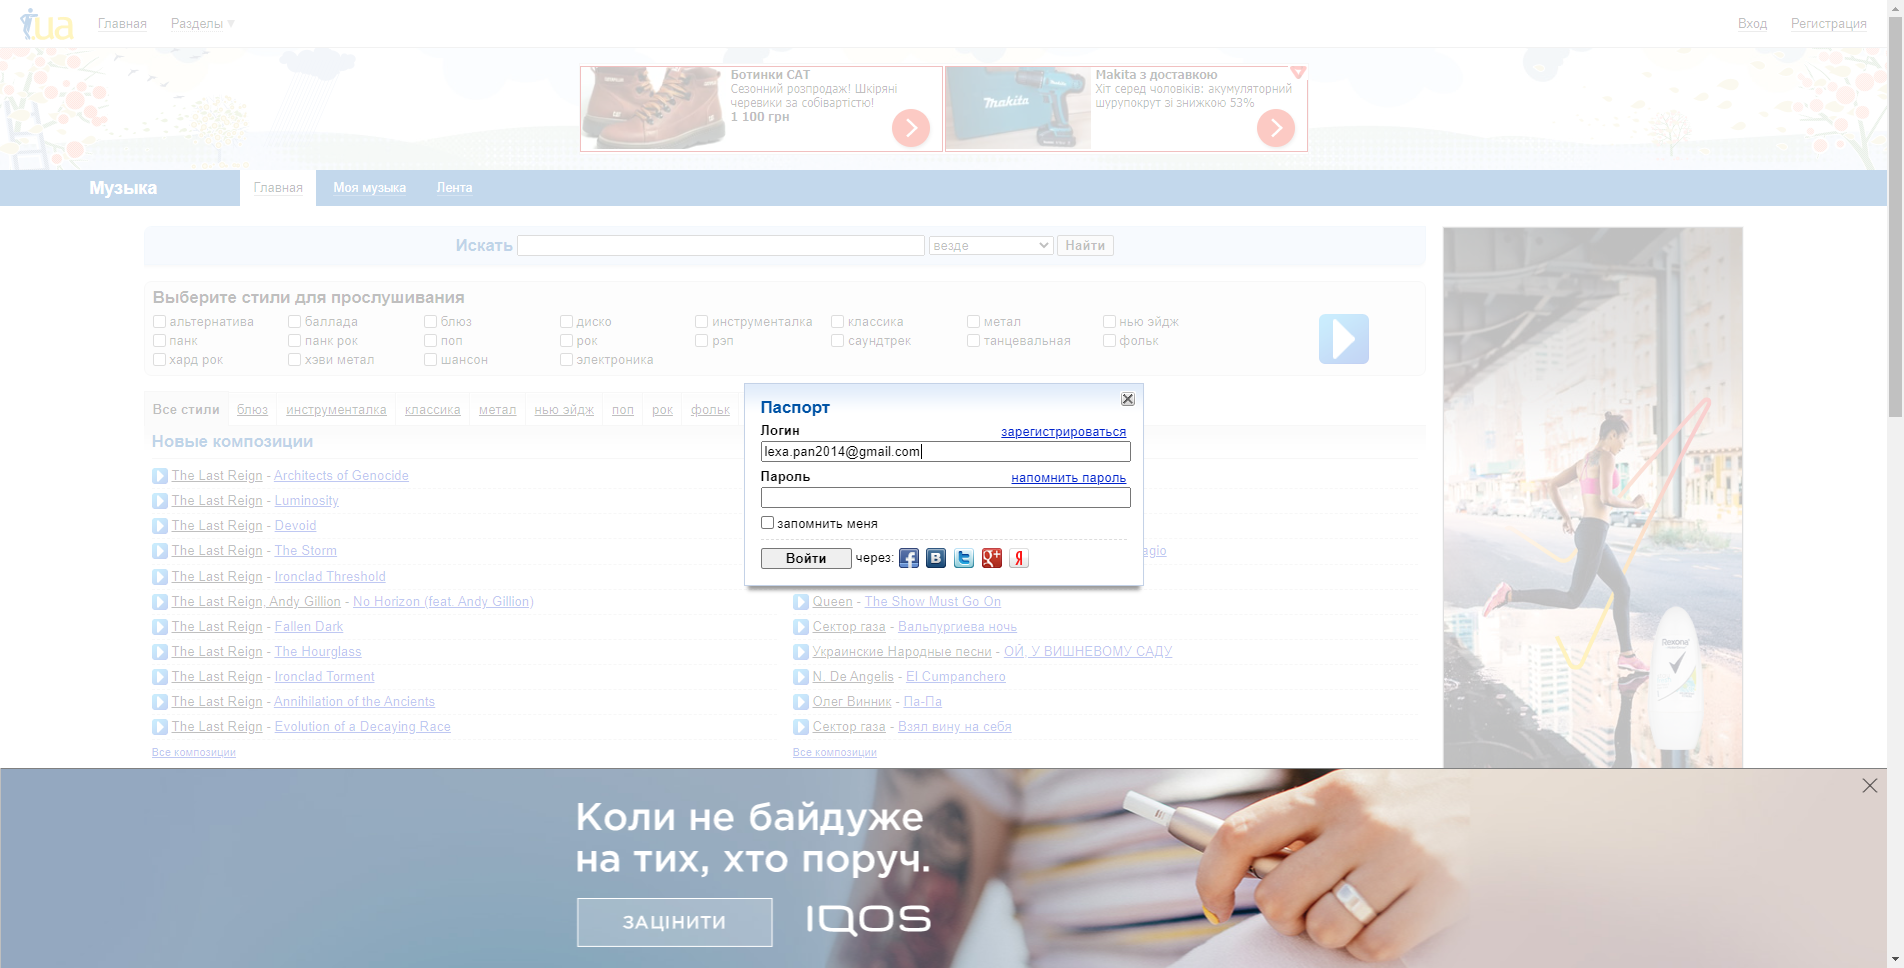 .ua
Главная
Разделы ▾
Вход
Регистрация
Ботинки CAT
Сезонний розпродаж! Шкіряні
черевики за собівартістю!
1 100 грн
Makita з доставкою
Хіт серед чоловіків: акумуляторний
шурупокрут зі знижкою 53%
Музыка
Главная
Моя музыка
Лента
Искать
везде
Найти
Выберите стили для прослушивания
альтернатива баллада блюз диско инструменталка классика метал нью эйдж
панк панк рок поп рок рэп саундтрек танцевальная фольк
хард рок хэви метал шансон электроника
Все стили блюз инструменталка классика метал нью эйдж поп рок фольк
Новые композиции
The Last Reign - Architects of Genocide
The Last Reign - Luminosity
The Last Reign - Devoid
The Last Reign - The Storm
The Last Reign - Ironclad Threshold
The Last Reign, Andy Gillion - No Horizon (feat. Andy Gillion)
The Last Reign - Fallen Dark
The Last Reign - The Hourglass
The Last Reign - Ironclad Torment
The Last Reign - Annihilation of the Ancients
The Last Reign - Evolution of a Decaying Race
Все композиции
agio
Queen - The Show Must Go On
Сектор газа - Вальпургиева ночь
Украинские Народные песни - ОЙ, У ВИШНЕВОМУ САДУ
N. De Angelis - El Cumpanchero
Олег Винник - Па-Па
Сектор газа - Взял вину на себя
Все композиции
Паспорт
Логин
зарегистрироваться
lexa.pan2014@gmail.com
Пароль
напомнить пароль
запомнить меня
Войти
через:
Rexona
Коли не байдуже
на тих, хто поруч.
ЗАЦІНИТИ
IQOS